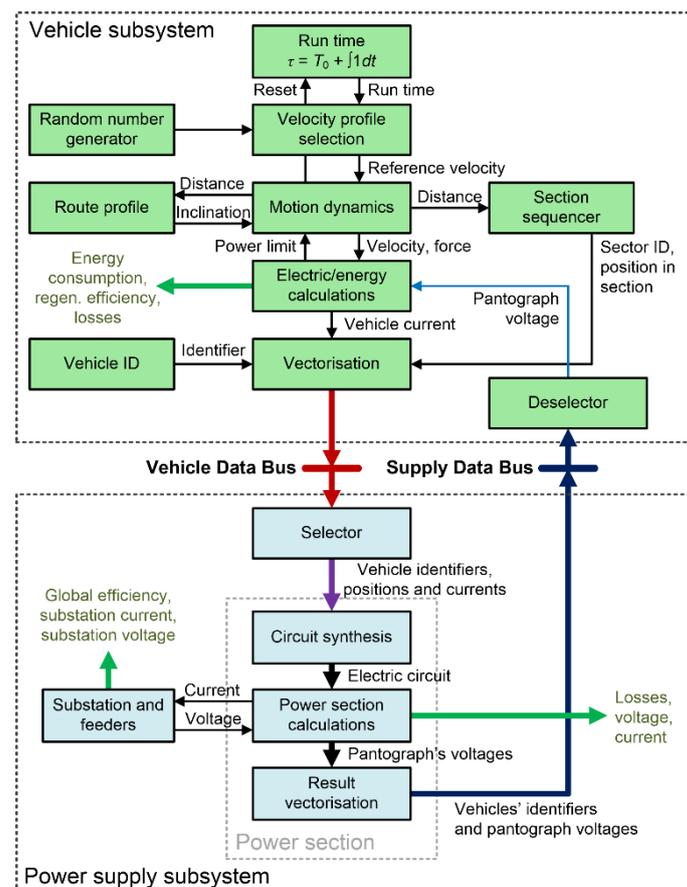 Vehicle subsystem
Run time
τ = T₀ + ∫1dt
Reset
Run time
Random number
generator
Velocity profile
selection
Reference velocity
Distance
Route profile
Inclination
Motion dynamics
Distance
Section
sequencer
Power limit
Velocity, force
Sector ID,
position in
section
Energy
consumption,
regen. efficiency,
losses
Electric/energy
calculations
Pantograph
voltage
Vehicle current
Vehicle ID
Identifier
Vectorisation
Deselector
Vehicle Data Bus
Supply Data Bus
Selector
Vehicle identifiers,
positions and currents
Global efficiency,
substation current,
substation voltage
Circuit synthesis
Electric circuit
Substation and
feeders
Current
Voltage
Power section
calculations
Losses,
voltage,
current
Pantograph's voltages
Result
vectorisation
Vehicles' identifiers
and pantograph voltages
Power section
Power supply subsystem